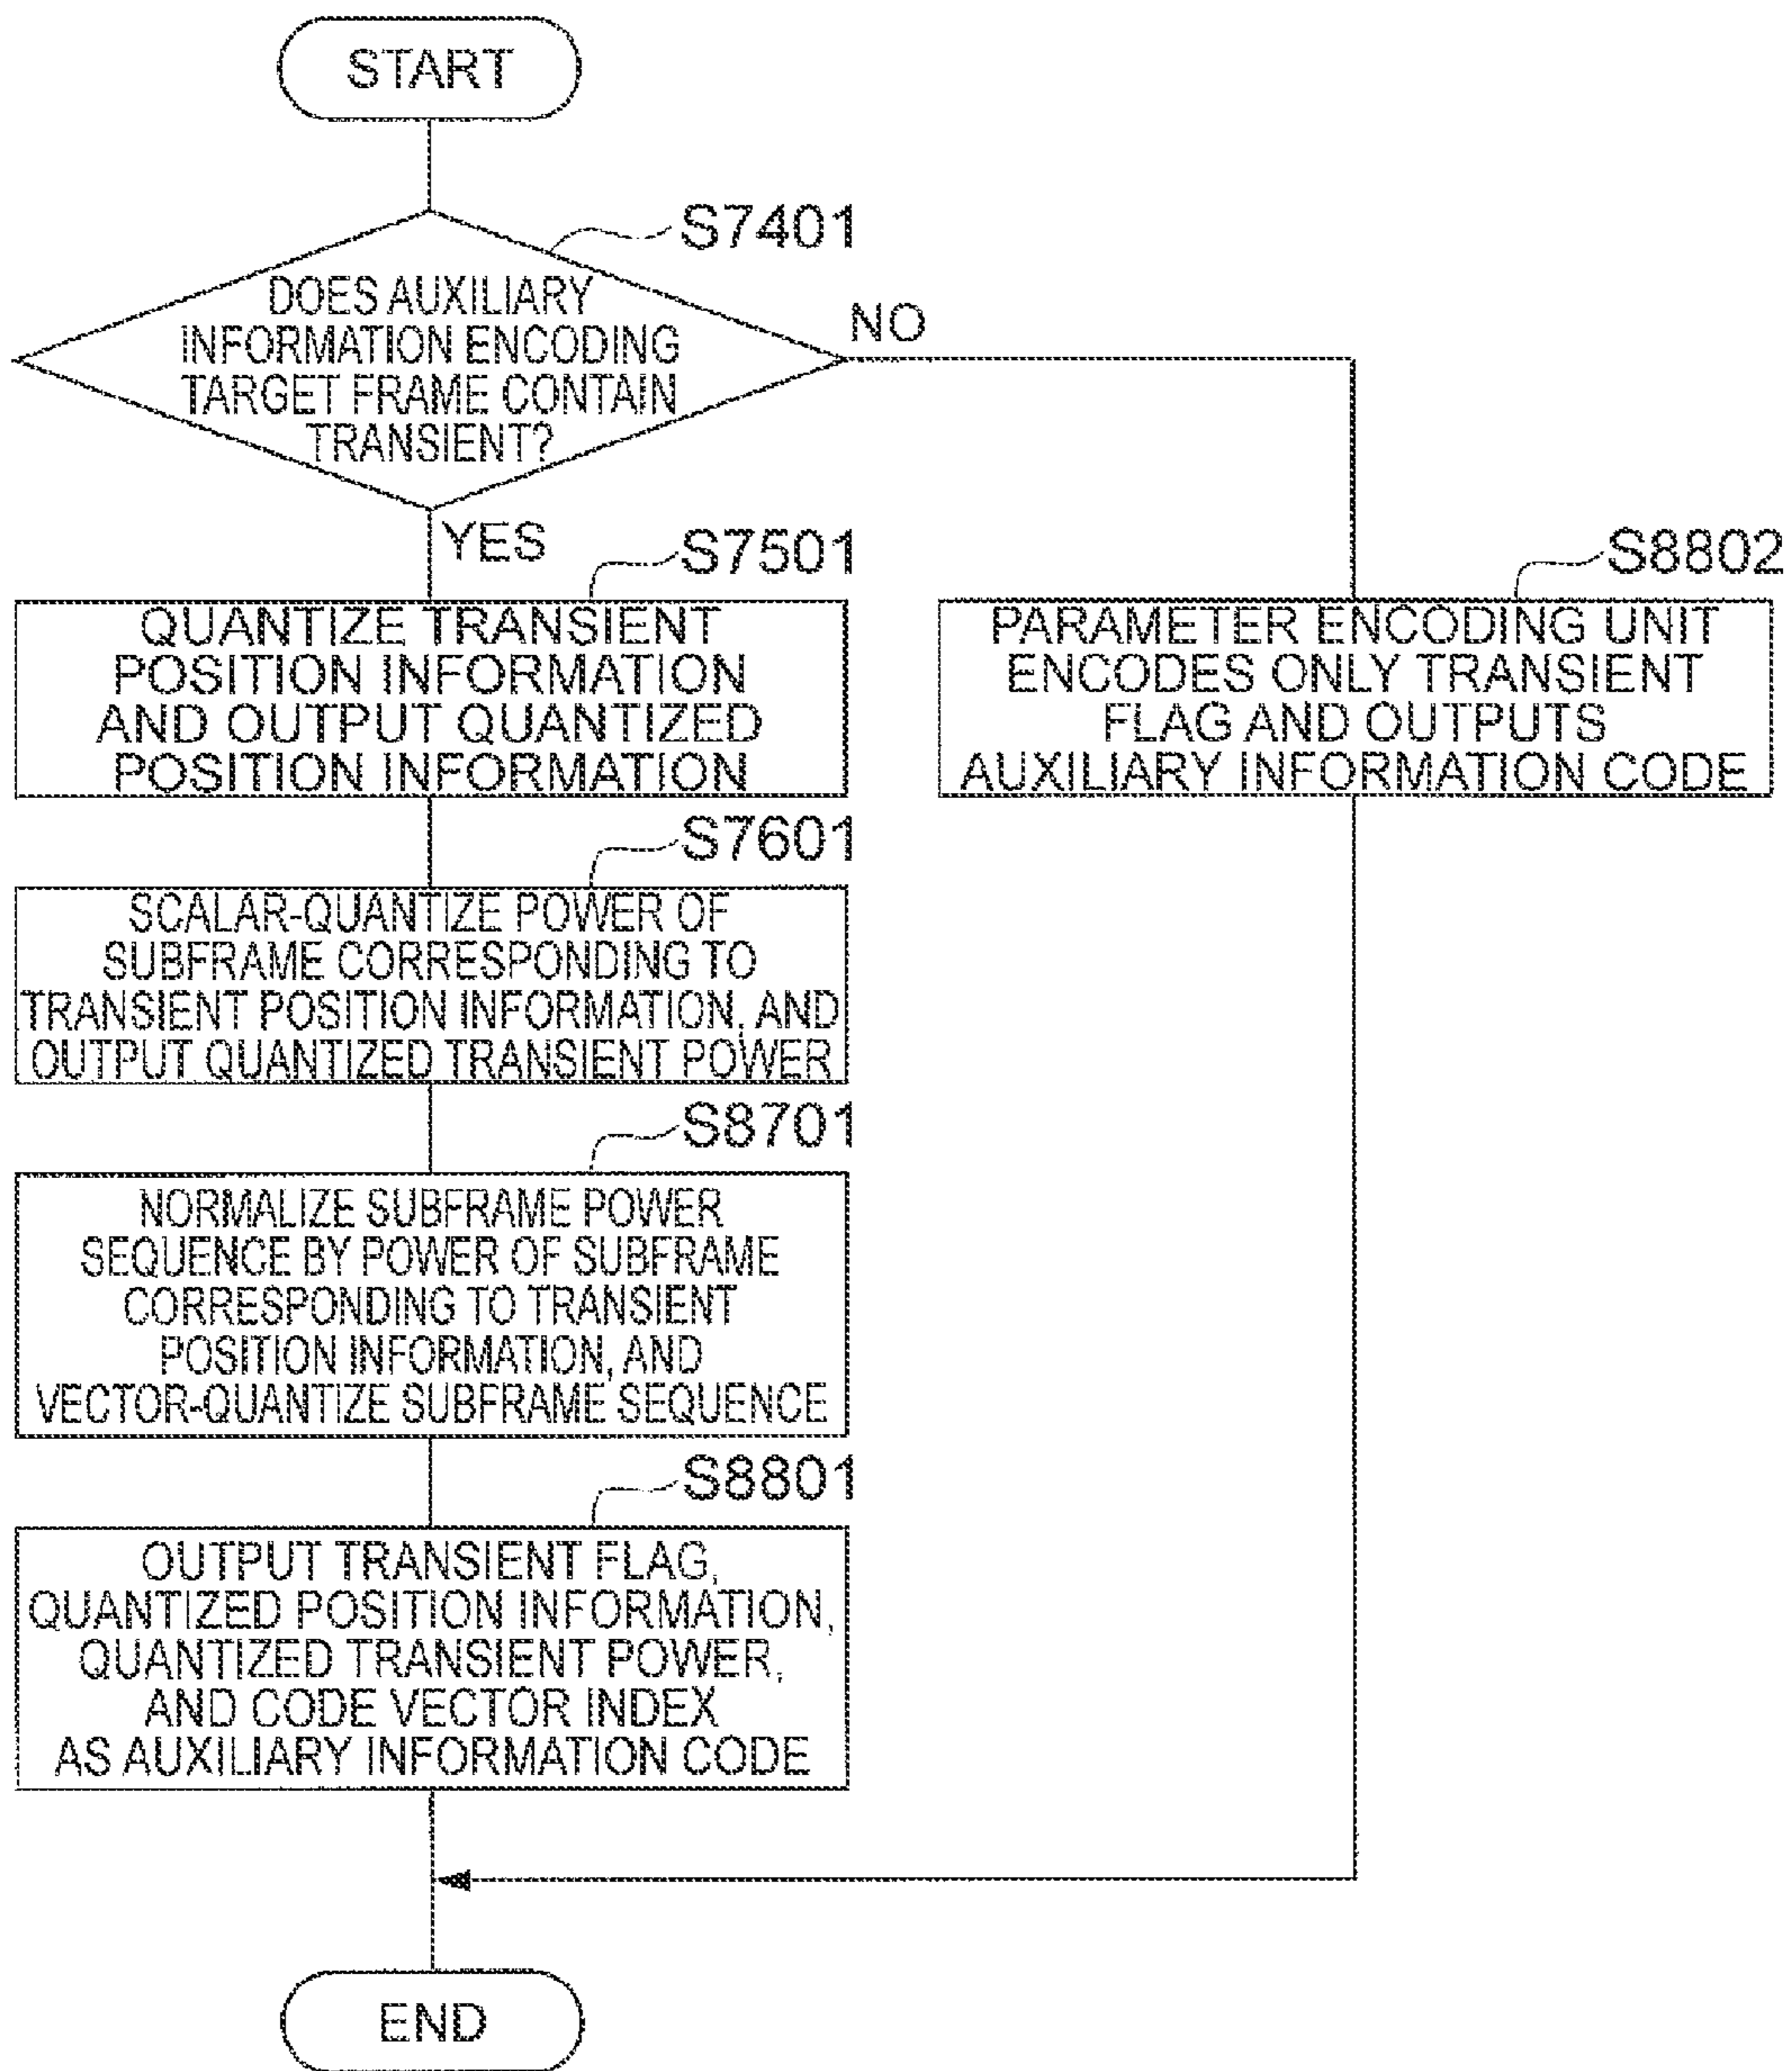 START
S7401
DOES AUXILIARY
INFORMATION ENCODING
TARGET FRAME CONTAIN
TRANSIENT?
NO
YES
S7501
QUANTIZE TRANSIENT
POSITION INFORMATION
AND OUTPUT QUANTIZED
POSITION INFORMATION
S8802
PARAMETER ENCODING UNIT
ENCODES ONLY TRANSIENT
FLAG AND OUTPUTS
AUXILIARY INFORMATION CODE
S7601
SCALAR-QUANTIZE POWER OF
SUBFRAME CORRESPONDING TO
TRANSIENT POSITION INFORMATION, AND
OUTPUT QUANTIZED TRANSIENT POWER
S8701
NORMALIZE SUBFRAME POWER
SEQUENCE BY POWER OF SUBFRAME
CORRESPONDING TO TRANSIENT
POSITION INFORMATION, AND
VECTOR-QUANTIZE SUBFRAME SEQUENCE
S8801
OUTPUT TRANSIENT FLAG,
QUANTIZED POSITION INFORMATION,
QUANTIZED TRANSIENT POWER,
AND CODE VECTOR INDEX
AS AUXILIARY INFORMATION CODE
END